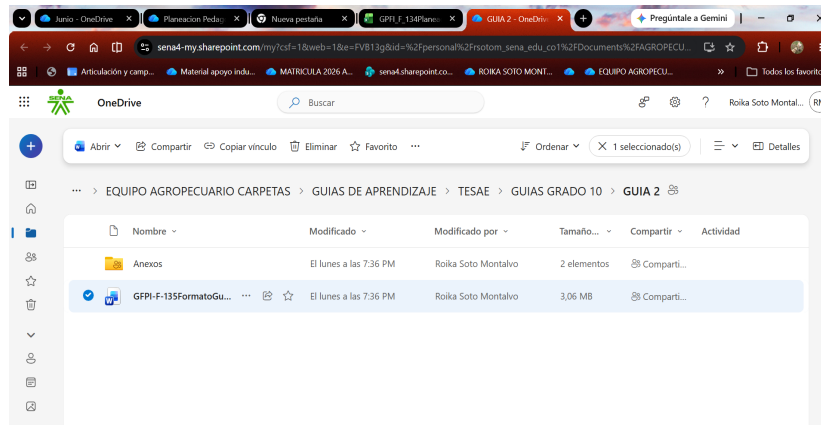 Junio - OneDrive
Planeacion Pedag
Nueva pestaña
GPFI_F_134Planea
GUIA 2 - OneDriv
Pregúntale a Gemini
sena4-my.sharepoint.com/my?csf=1&web=1&e=FVB13g&id=%2Fpersonal%2Frsotom_sena_edu_co1%2FDocuments%2FAGROPECU...
Articulación y camp...
Material apoyo indu...
MATRICULA 2026 A...
sena4.sharepoint.co...
ROIKA SOTO MONT...
EQUIPO AGROPECU...
Todos los favorito
SENA
OneDrive
Buscar
Roika Soto Montal...
Abrir
Compartir
Copiar vínculo
Eliminar
Favorito
Ordenar
1 seleccionado(s)
Detalles
... > EQUIPO AGROPECUARIO CARPETAS > GUIAS DE APRENDIZAJE > TESAE > GUIAS GRADO 10 > GUIA 2
Nombre Modificado Modificado por Tamaño... Compartir Actividad
Anexos El lunes a las 7:36 PM Roika Soto Montalvo 2 elementos Comparti...
GFPI-F-135FormatoGu... El lunes a las 7:36 PM Roika Soto Montalvo 3,06 MB Comparti...